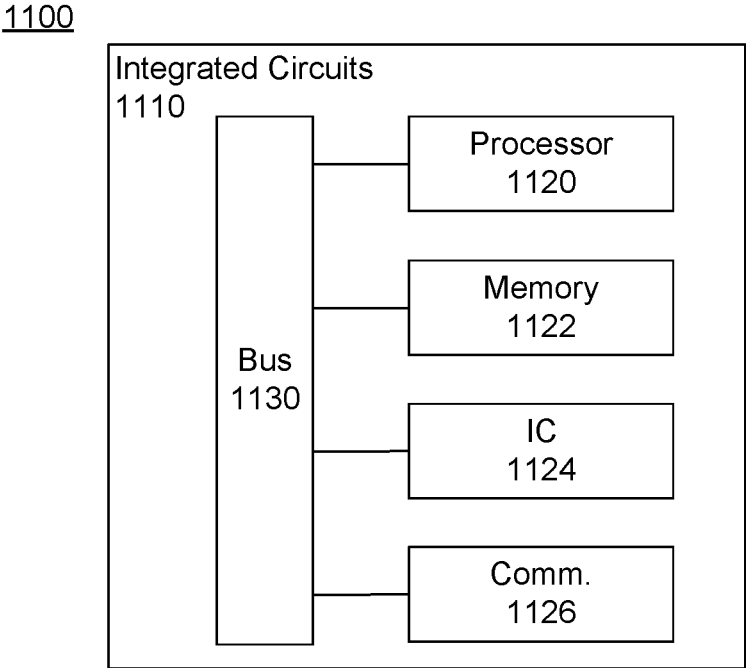 1100
Integrated Circuits
1110
Processor
1120
Memory
1122
Bus
1130
IC
1124
Comm.
1126